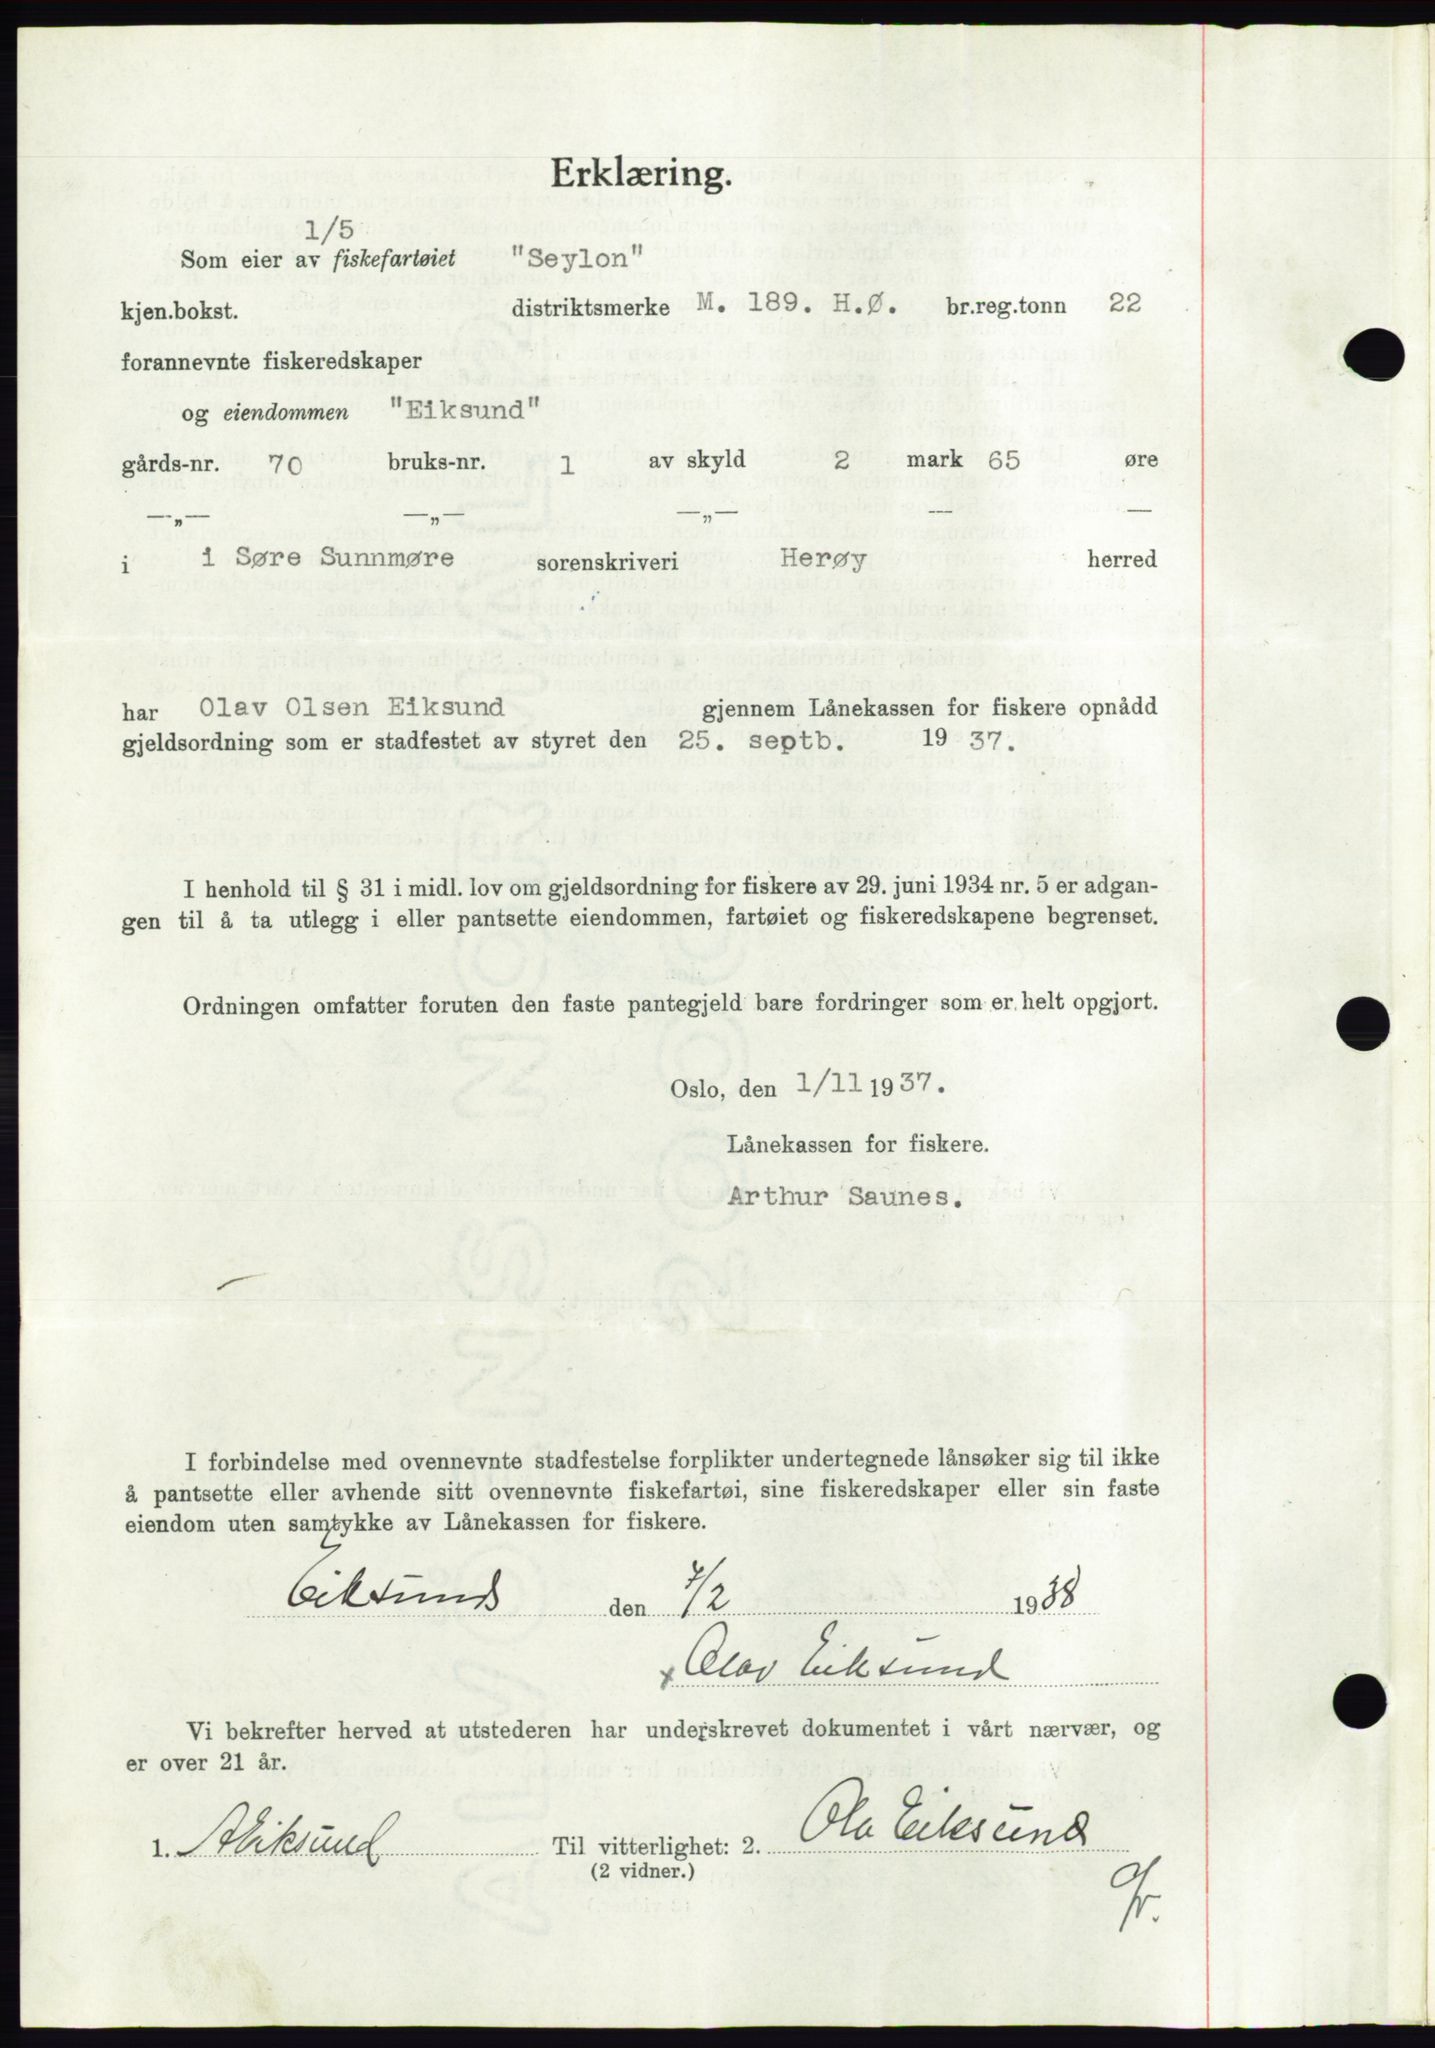 Erklæring.
1/5
Som eier av fiskefartøiet "Seylon"
kjen.bokst. distriktsmerke M. 189. H.Ø. br.reg.tonn 22
forannevnte fiskeredskaper
og eiendommen "Eiksund"
gårds-nr. 70 bruks-nr. 1 av skyld 2 mark 65 øre
—„— —„— —„— — —
i i Søre Sunnmøre sorenskriveri Herøy herred
har Olav Olsen Eiksund gjennem Lånekassen for fiskere opnådd
gjeldsordning som er stadfestet av styret den 25. septb. 19 37.
I henhold til § 31 i midl. lov om gjeldsordning for fiskere av 29. juni 1934 nr. 5 er adgan-
gen til å ta utlegg i eller pantsette eiendommen, fartøiet og fiskeredskapene begrenset.
Ordningen omfatter foruten den faste pantegjeld bare fordringer som er helt opgjort.
Oslo, den 1/11 19 37.
Lånekassen for fiskere.
Arthur Saunes.
I forbindelse med ovennevnte stadfestelse forplikter undertegnede lånsøker sig til ikke
å pantsette eller avhende sitt ovennevnte fiskefartøi, sine fiskeredskaper eller sin faste
eiendom uten samtykke av Lånekassen for fiskere.
Eiksund den 7/2 1938
x Olav Eiksund
Vi bekrefter herved at utstederen har underskrevet dokumentet i vårt nærvær, og
er over 21 år.
1. A Eiksund Til vitterlighet: 2. Ola Eiksund
(2 vidner.)